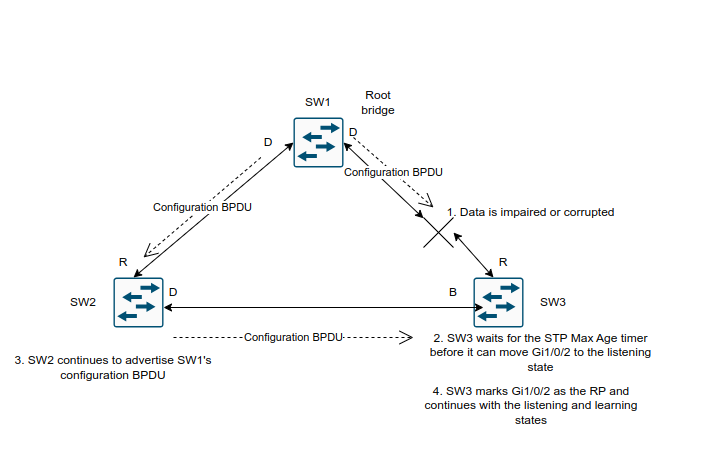 SW1
Root
bridge
D
D
Configuration BPDU
Configuration BPDU
1. Data is impaired or corrupted
R
R
SW2
D
B
SW3
Configuration BPDU
2. SW3 waits for the STP Max Age timer
before it can move Gi1/0/2 to the listening
state
3. SW2 continues to advertise SW1's
configuration BPDU
4. SW3 marks Gi1/0/2 as the RP and
continues with the listening and learning
states